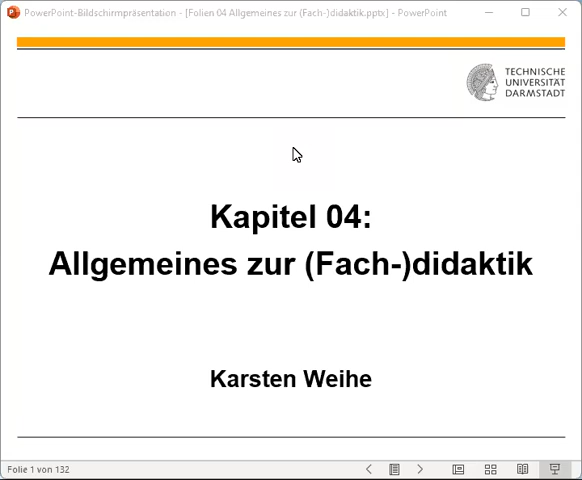 PowerPoint-Bildschirmpräsentation - [Folien 04 Allgemeines zur (Fach-)didaktik.pptx] - PowerPoint
TECHNISCHE
UNIVERSITÄT
DARMSTADT
Kapitel 04:
Allgemeines zur (Fach-)didaktik
Karsten Weihe
Folie 1 von 132